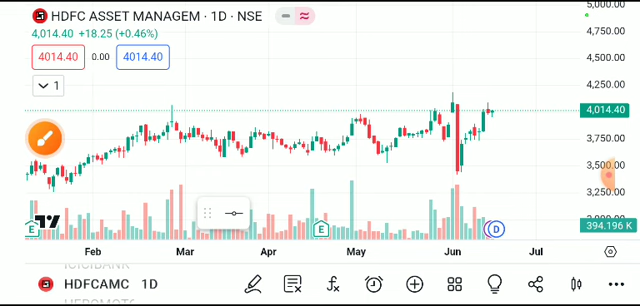 HDFC ASSET MANAGEM · 1D · NSE
4,014.40 +18.25 (+0.46%)
4014.40 0.00 4014.40
1
5,000.00
4,750.00
4,500.00
4,250.00
4,014.40
3,750.00
3,500.00
3,250.00
394.196 K
E E D
Feb Mar Apr May Jun Jul
ICICIBANK
HDFCAMC 1D